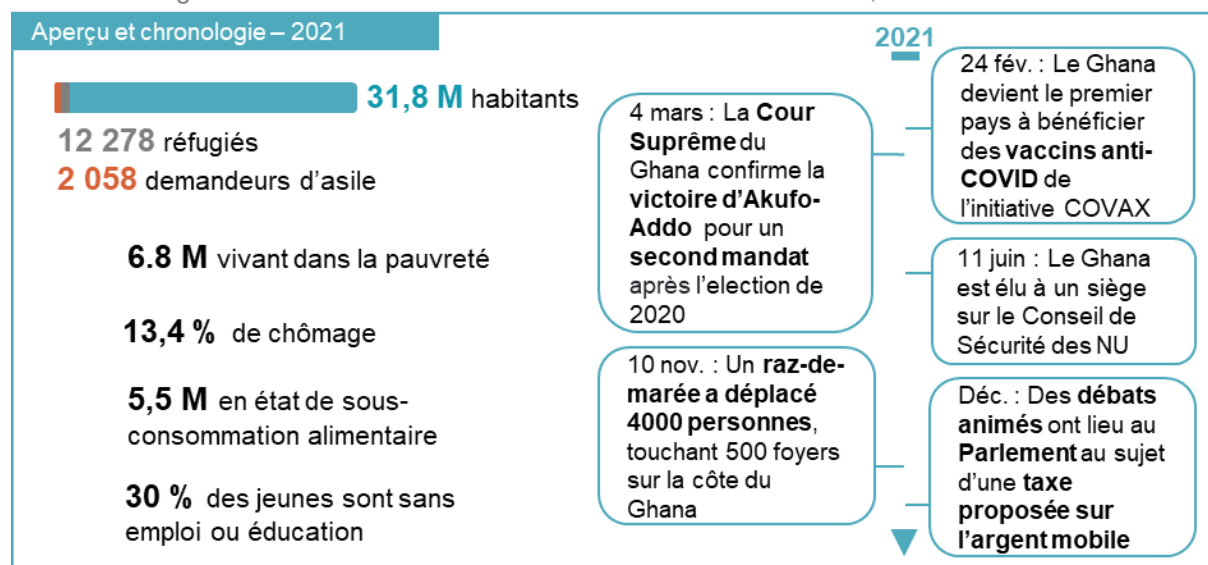 Aperçu et chronologie – 2021
31,8 M habitants
12 278 réfugiés
2 058 demandeurs d’asile
6.8 M vivant dans la pauvreté
13,4 % de chômage
5,5 M en état de sous-
consommation alimentaire
30 % des jeunes sont sans
emploi ou éducation
2021
24 fév. : Le Ghana
devient le premier
pays à bénéficier
des vaccins anti-
COVID de
l’initiative COVAX
4 mars : La Cour
Suprême du
Ghana confirme la
victoire d’Akufo-
Addo pour un
second mandat
après l’election de
2020
11 juin : Le Ghana
est élu à un siège
sur le Conseil de
Sécurité des NU
10 nov. : Un raz-de-
marée a déplacé
4000 personnes,
touchant 500 foyers
sur la côte du
Ghana
Déc. : Des débats
animés ont lieu au
Parlement au sujet
d’une taxe
proposée sur
l’argent mobile